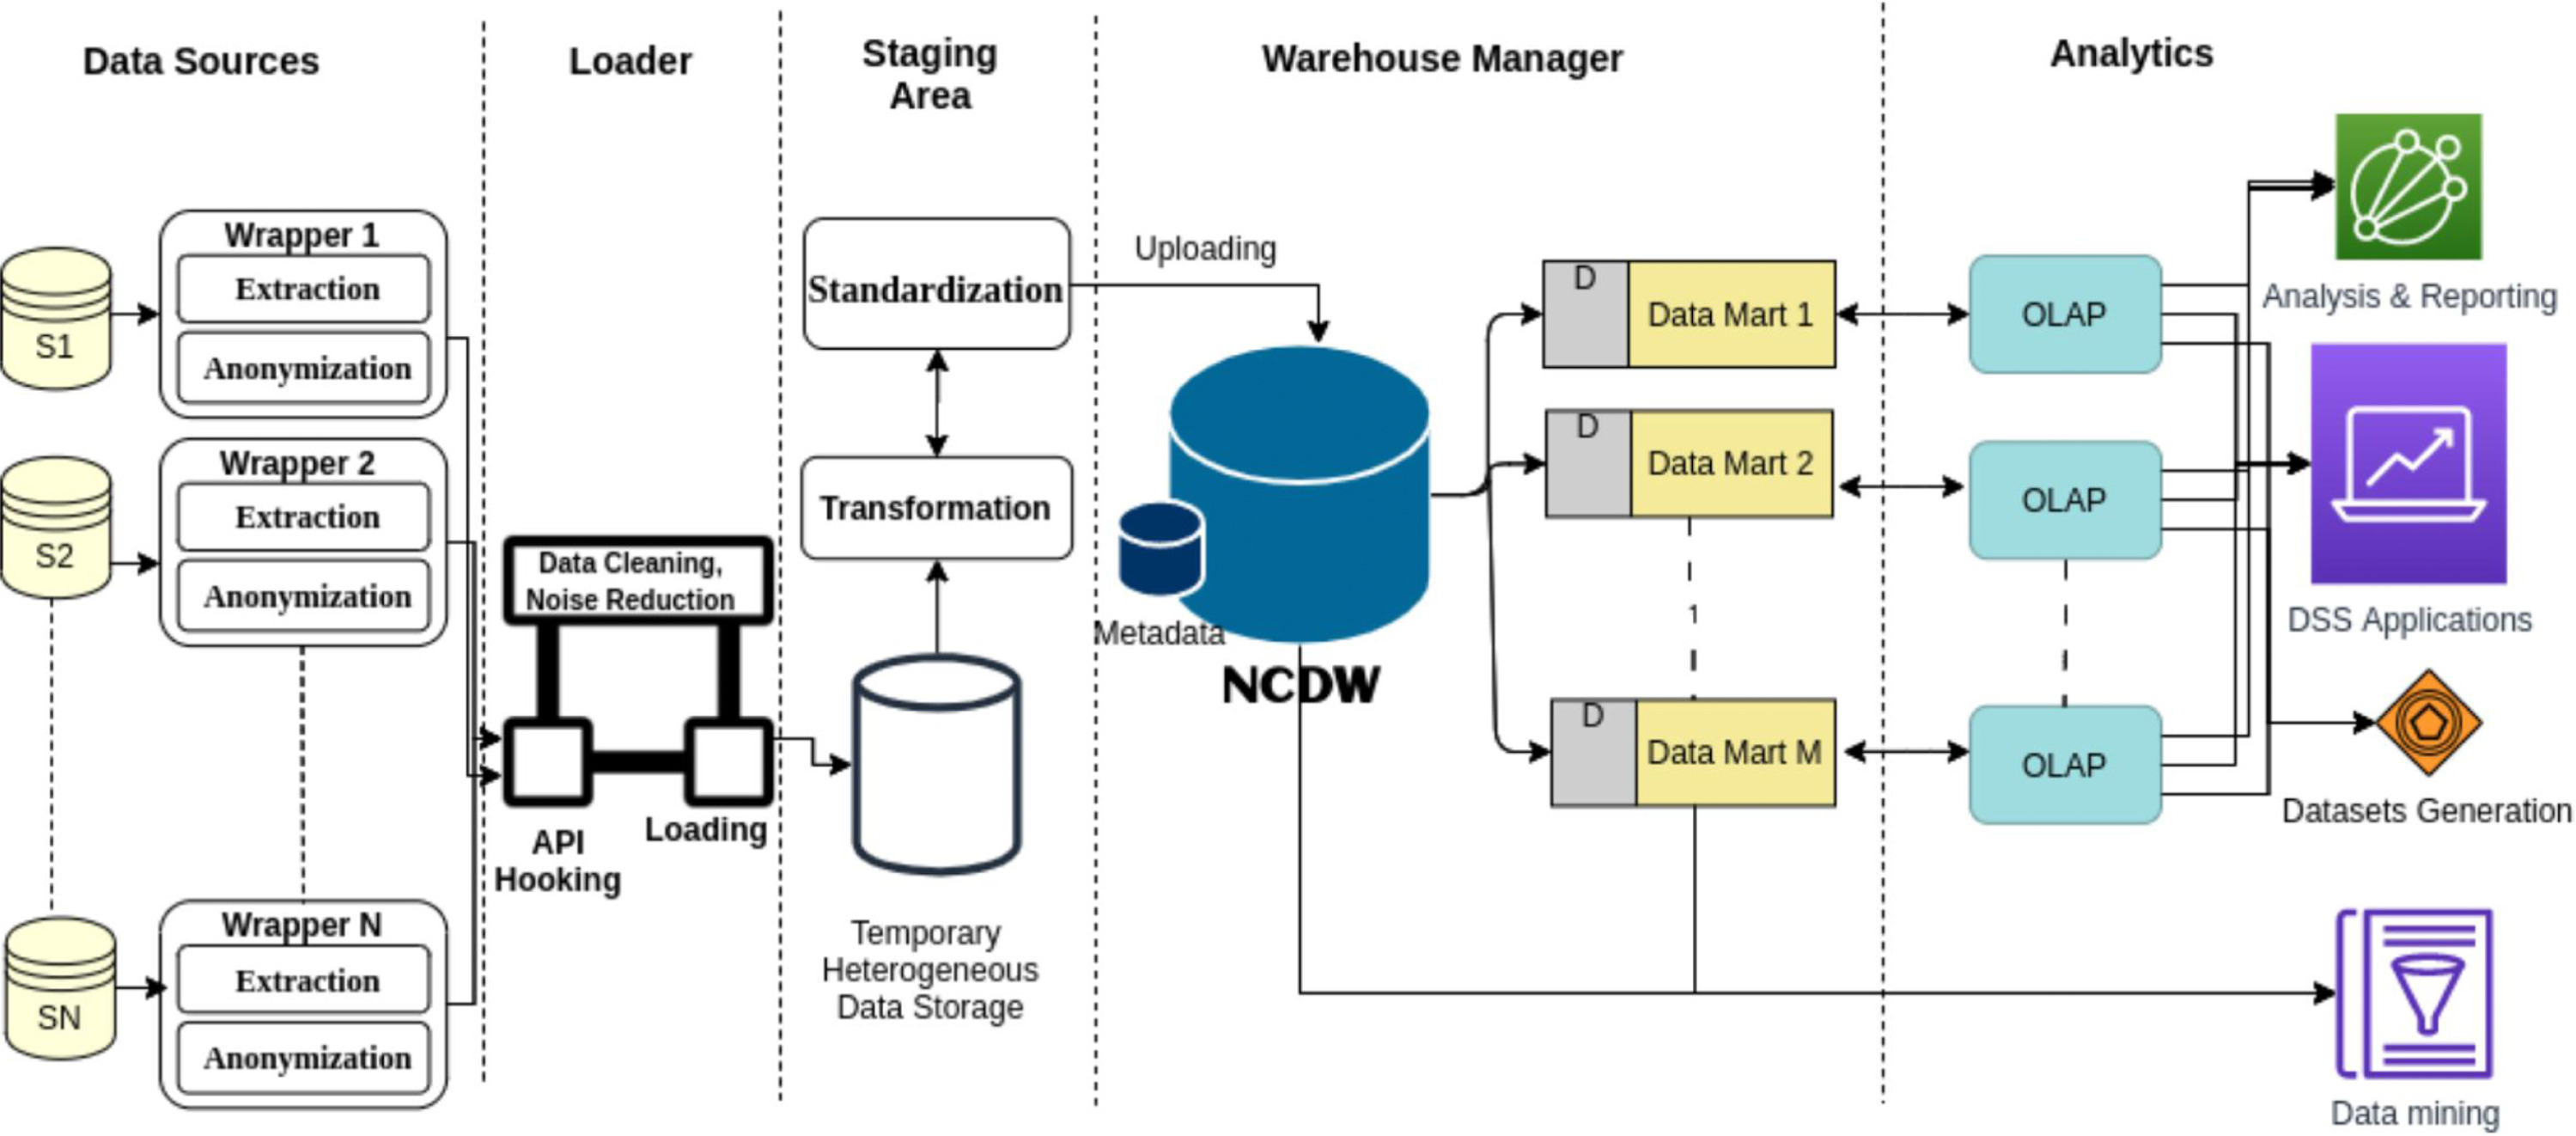 Data Sources
Loader
Staging
Area
Warehouse Manager
Analytics
S1
Wrapper 1
Extraction
Anonymization
S2
Wrapper 2
Extraction
Anonymization
SN
Wrapper N
Extraction
Anonymization
Data Cleaning,
Noise Reduction
API
Hooking
Loading
Standardization
Transformation
Temporary
Heterogeneous
Data Storage
Uploading
Metadata
NCDW
D
Data Mart 1
D
Data Mart 2
D
Data Mart M
OLAP
OLAP
OLAP
Analysis & Reporting
DSS Applications
Datasets Generation
Data mining